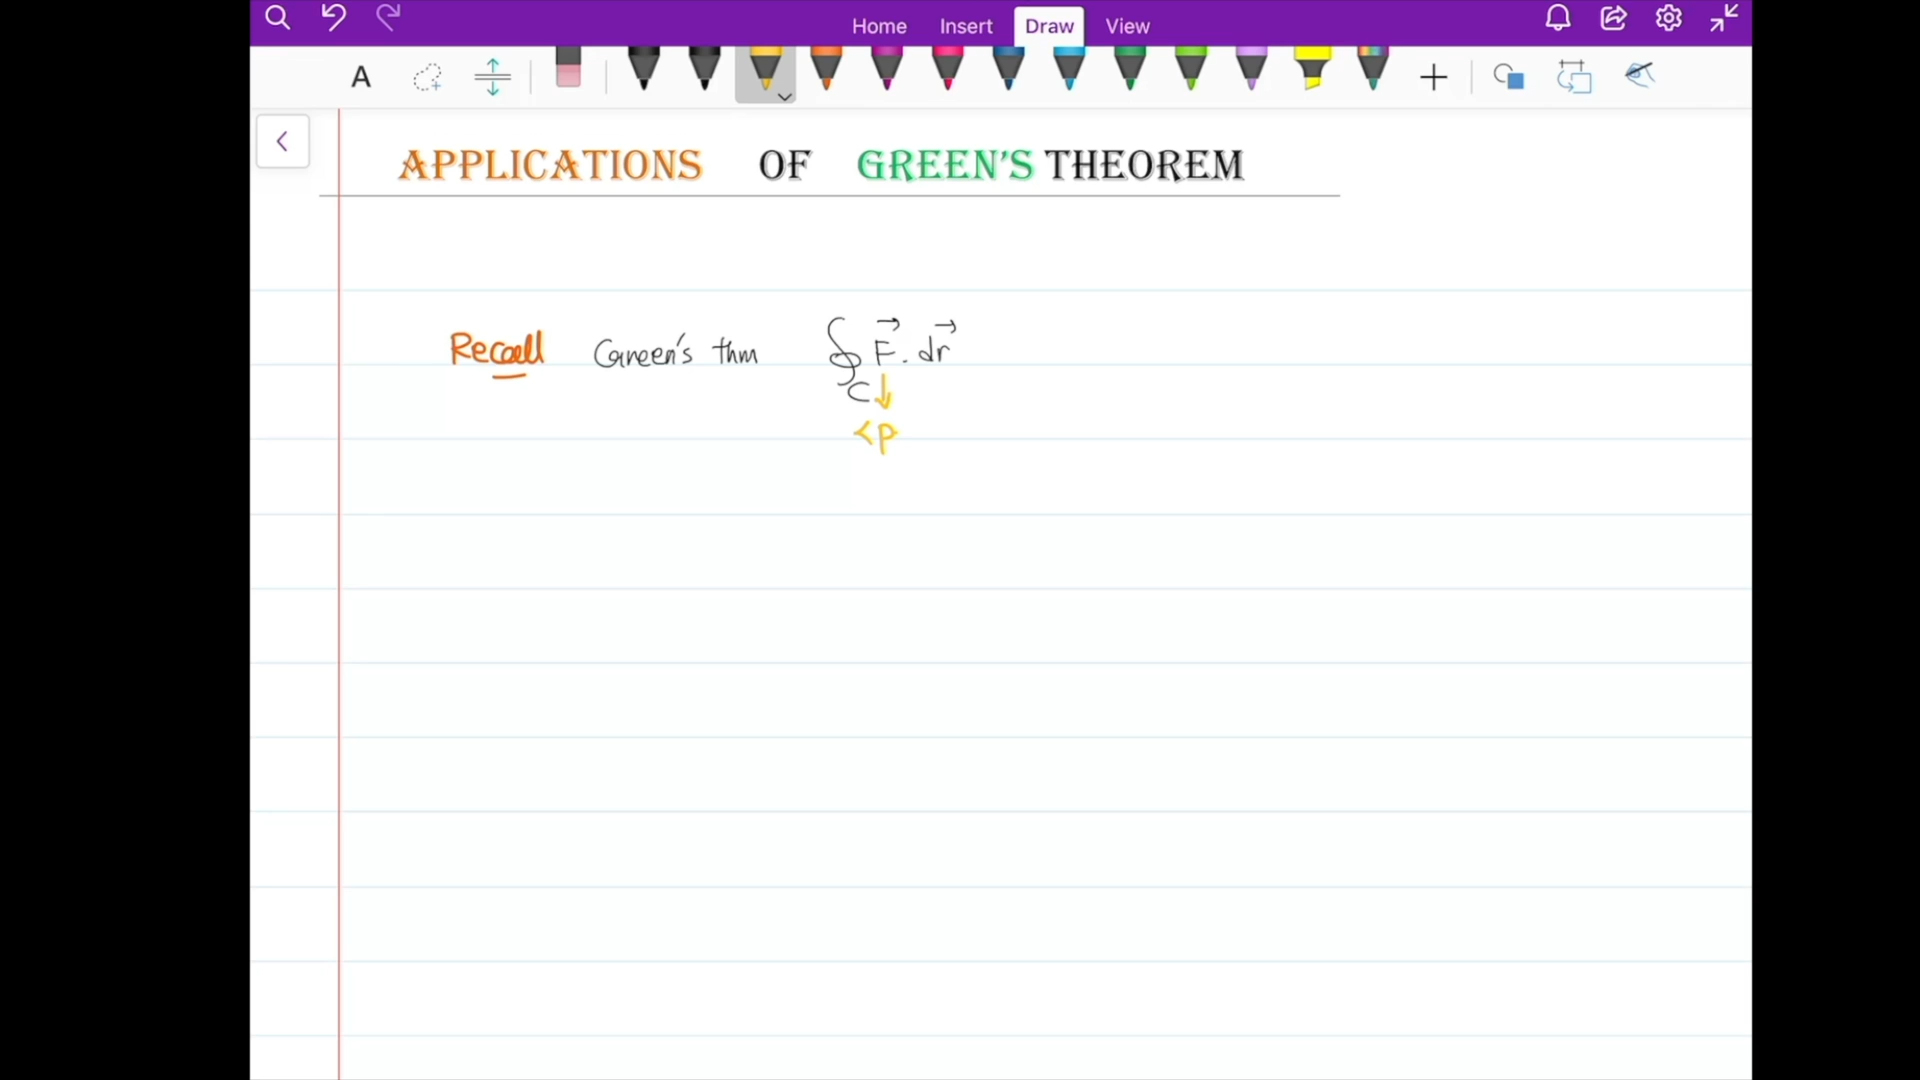 Home Insert Draw View
A
APPLICATIONS OF GREEN'S THEOREM
Recall Green's thm ∮ F⃗ . dr⃗
C
<P